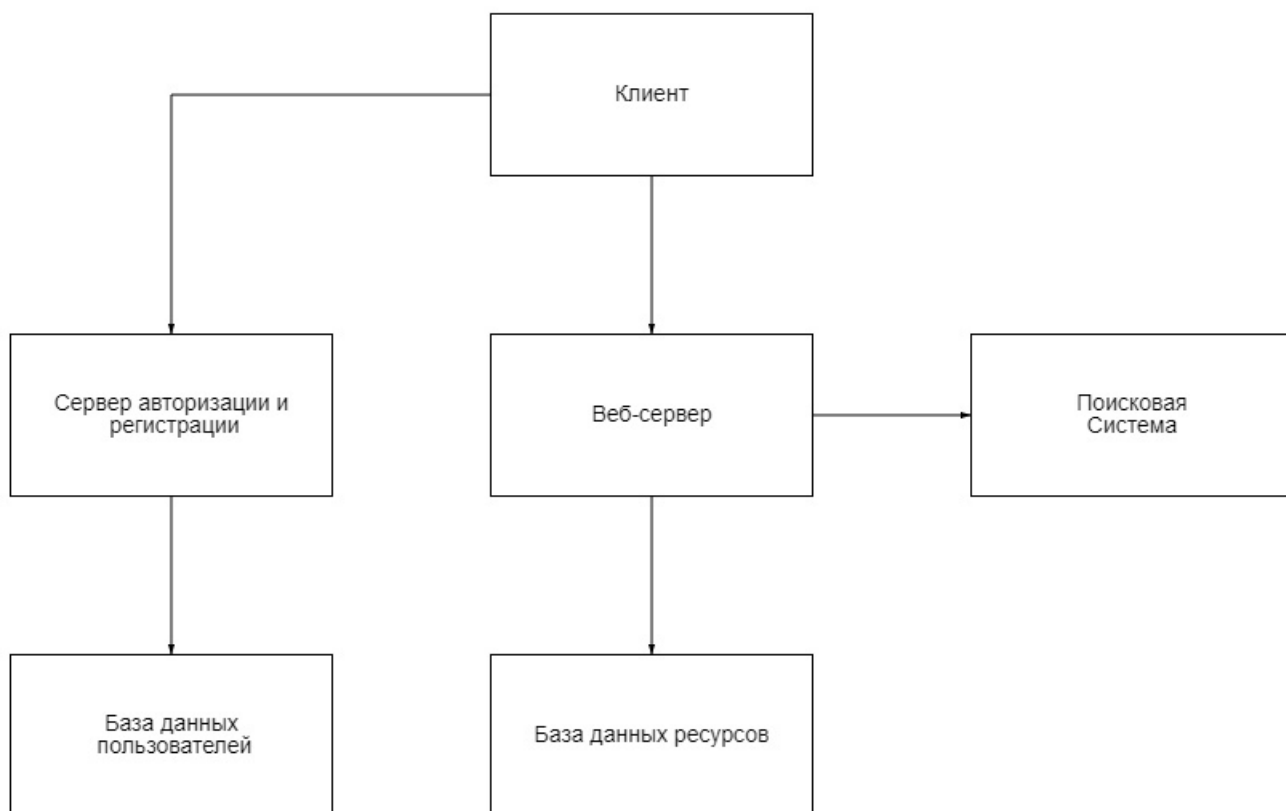 Клиент
Сервер авторизации и
регистрации
Веб-сервер
Поисковая
Система
База данных
пользователей
База данных ресурсов